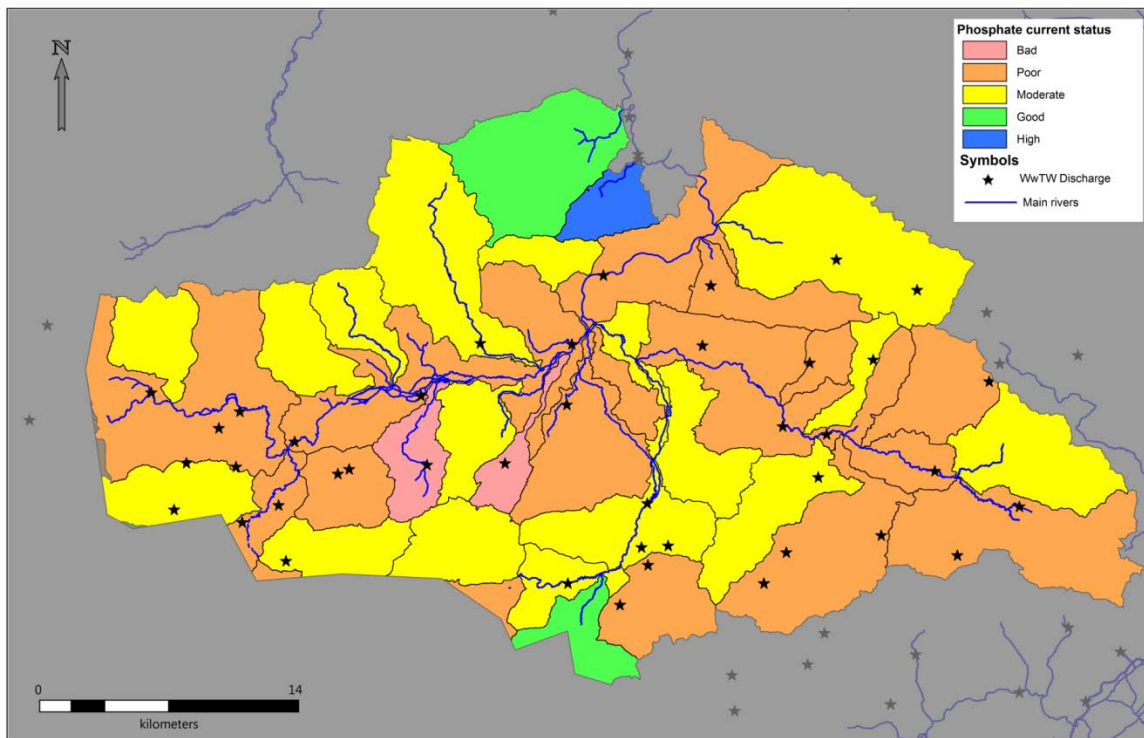 N
Phosphate current status
Bad
Poor
Moderate
Good
High
Symbols
WwTW Discharge
Main rivers
0 14
kilometers